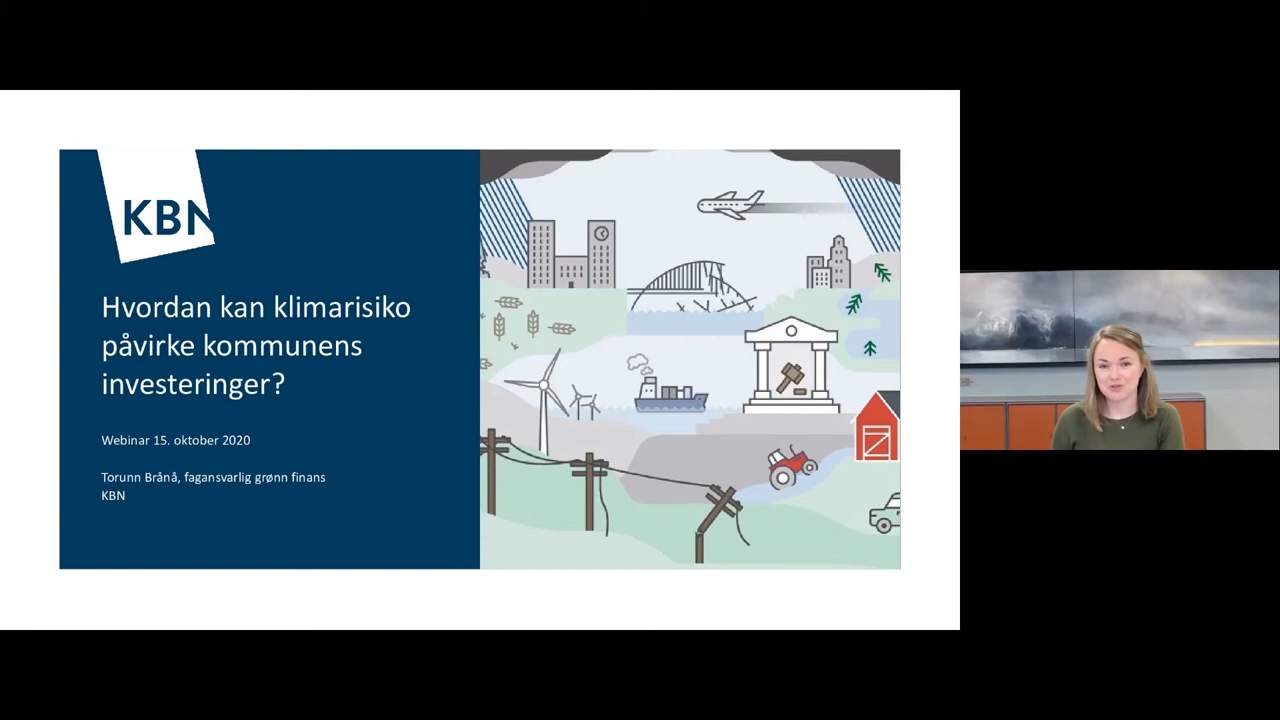 KBN
Hvordan kan klimarisiko
påvirke kommunens
investeringer?
Webinar 15. oktober 2020
Torunn Brånå, fagansvarlig grønn finans
KBN